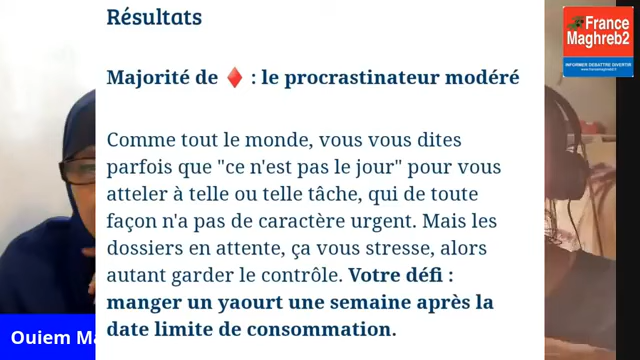 Résultats
Majorité de ♦ : le procrastinateur modéré
Comme tout le monde, vous vous dites
parfois que "ce n'est pas le jour" pour vous
atteler à telle ou telle tâche, qui de toute
façon n'a pas de caractère urgent. Mais les
dossiers en attente, ça vous stresse, alors
autant garder le contrôle. Votre défi :
manger un yaourt une semaine après la
date limite de consommation.
France
Maghreb2
INFORMER DEBATTRE DIVERTIR
www.francemaghreb2.fr
Ouiem Ma